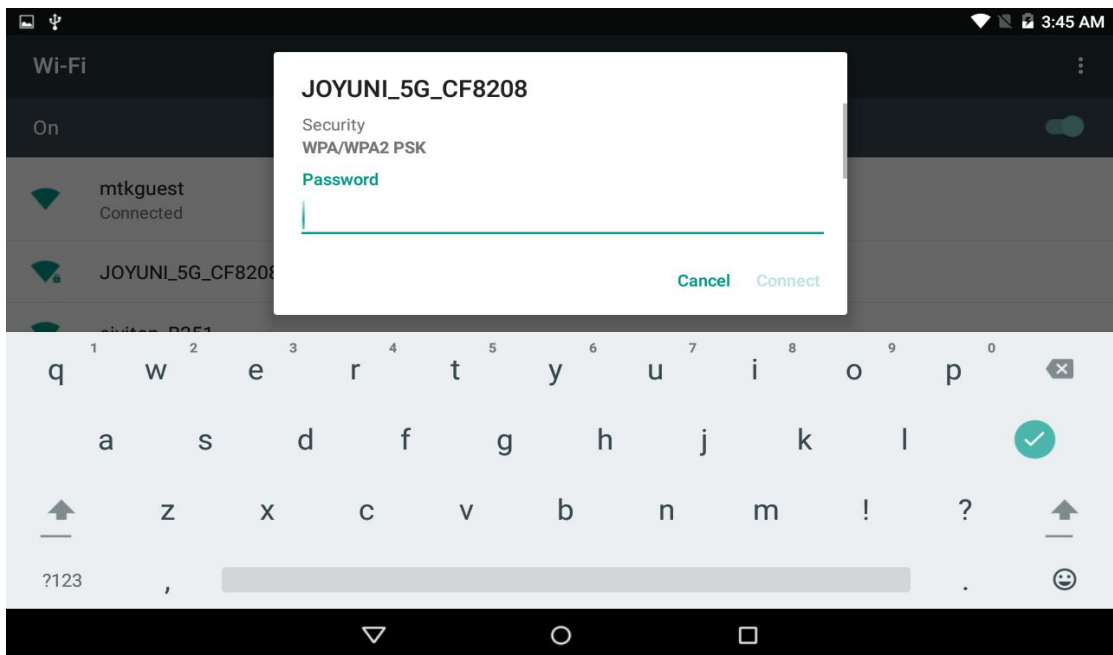 3:45 AM
Wi-Fi
On
mtkguest
Connected
JOYUNI_5G_CF8208
JOYUNI_5G_CF8208
Security
WPA/WPA2 PSK
Password
Cancel Connect
1 2 3 4 5 6 7 8 9 0
q w e r t y u i o p
a s d f g h j k l
z x c v b n m ! ?
?123 , .